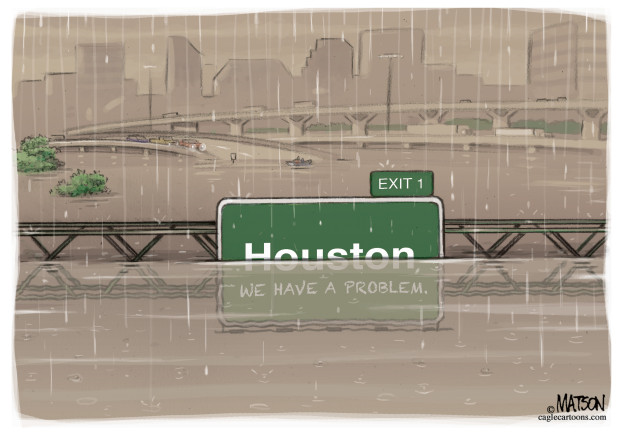 EXIT 1
Houston,
WE HAVE A PROBLEM.
© MATSON
caglecartoons.com